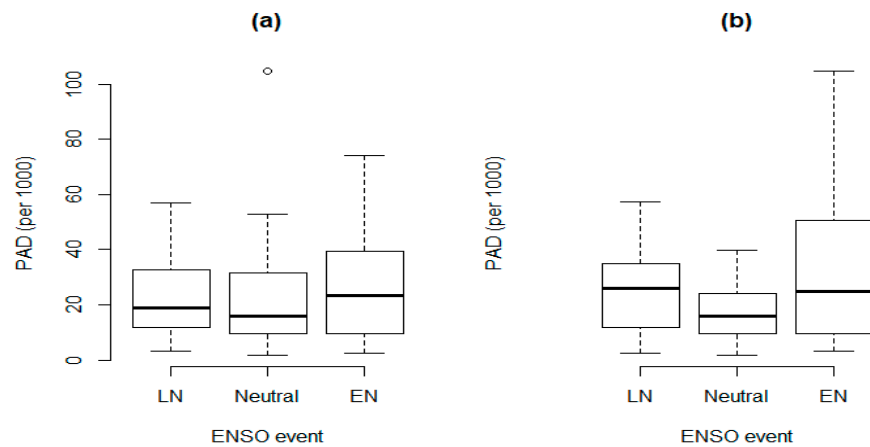 (a)
PAD (per 1000)
100
80
60
40
20
0
LN Neutral EN
ENSO event
(b)
PAD (per 1000)
LN Neutral EN
ENSO event